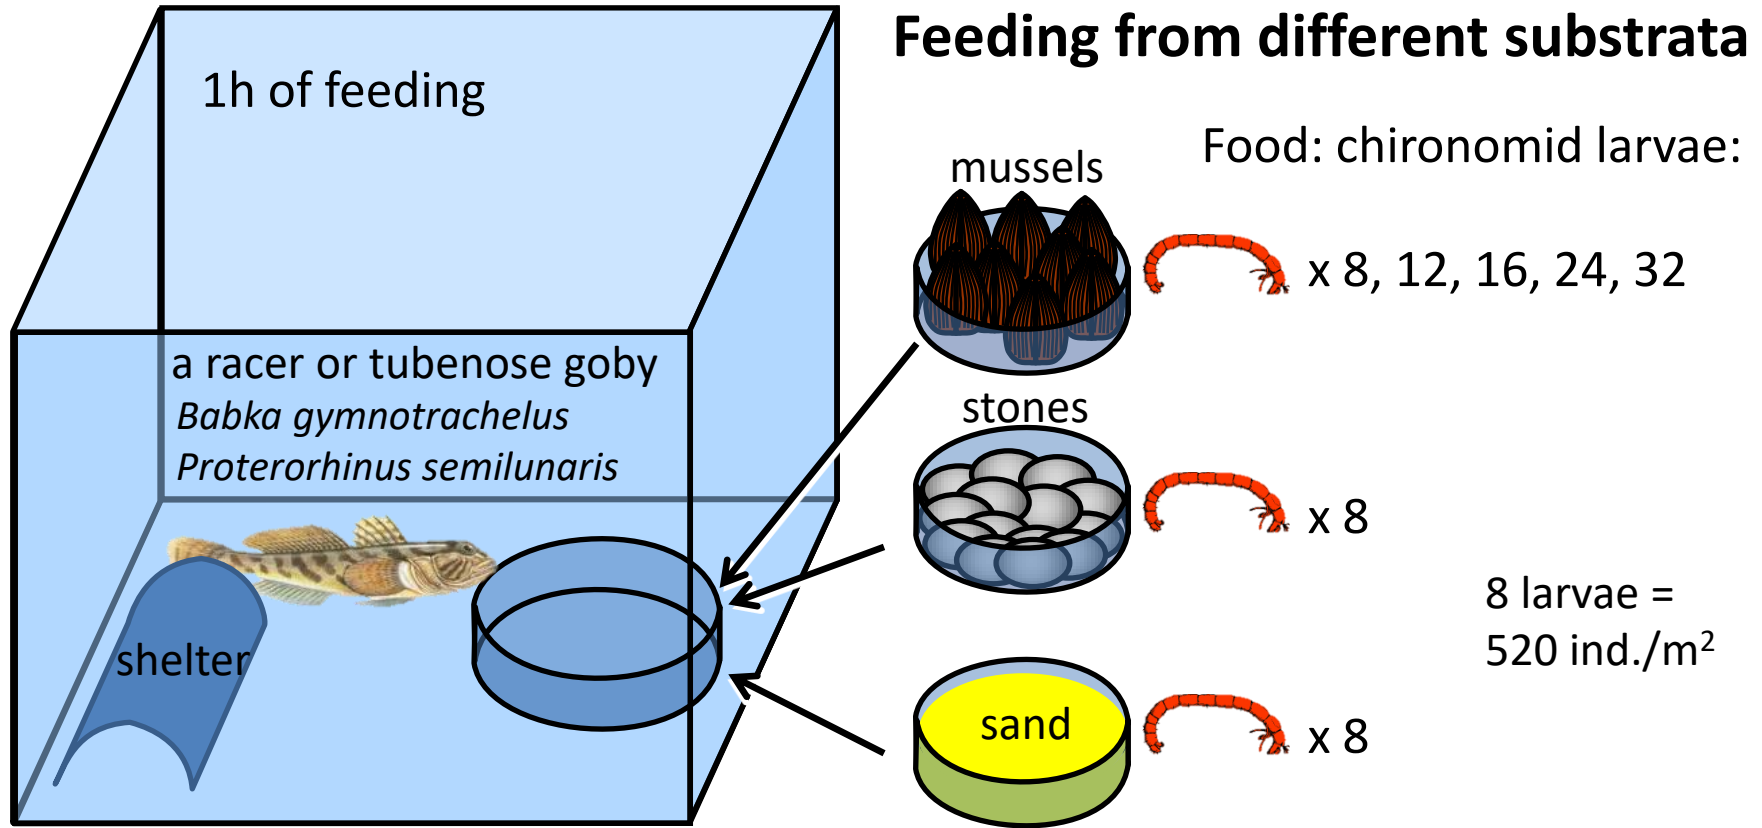 Feeding from different substrata
1h of feeding
a racer or tubenose goby
Babka gymnotrachelus
Proterorhinus semilunaris
shelter
Food: chironomid larvae:
mussels
x 8, 12, 16, 24, 32
stones
x 8
8 larvae =
520 ind./m²
sand
x 8